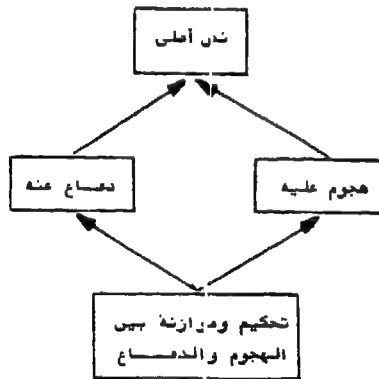 نص أصلي
هجوم عليه
دفاع عنه
تحكيم وموازنة بين
الهجوم والدفاع